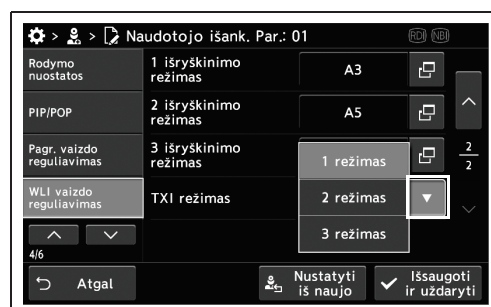 > > Naudotojo išank. Par.: 01 RDI NBI
Rodymo
nuostatos
1 išryškinimo
režimas
A3
PIP/POP
2 išryškinimo
režimas
A5
Pagr. vaizdo
reguliavimas
3 išryškinimo
režimas
1 režimas
2
2
WLI vaizdo
reguliavimas
TXI režimas
2 režimas
3 režimas
4/6
Atgal
Nustatyti
iš naujo
Išsaugoti
ir uždaryti